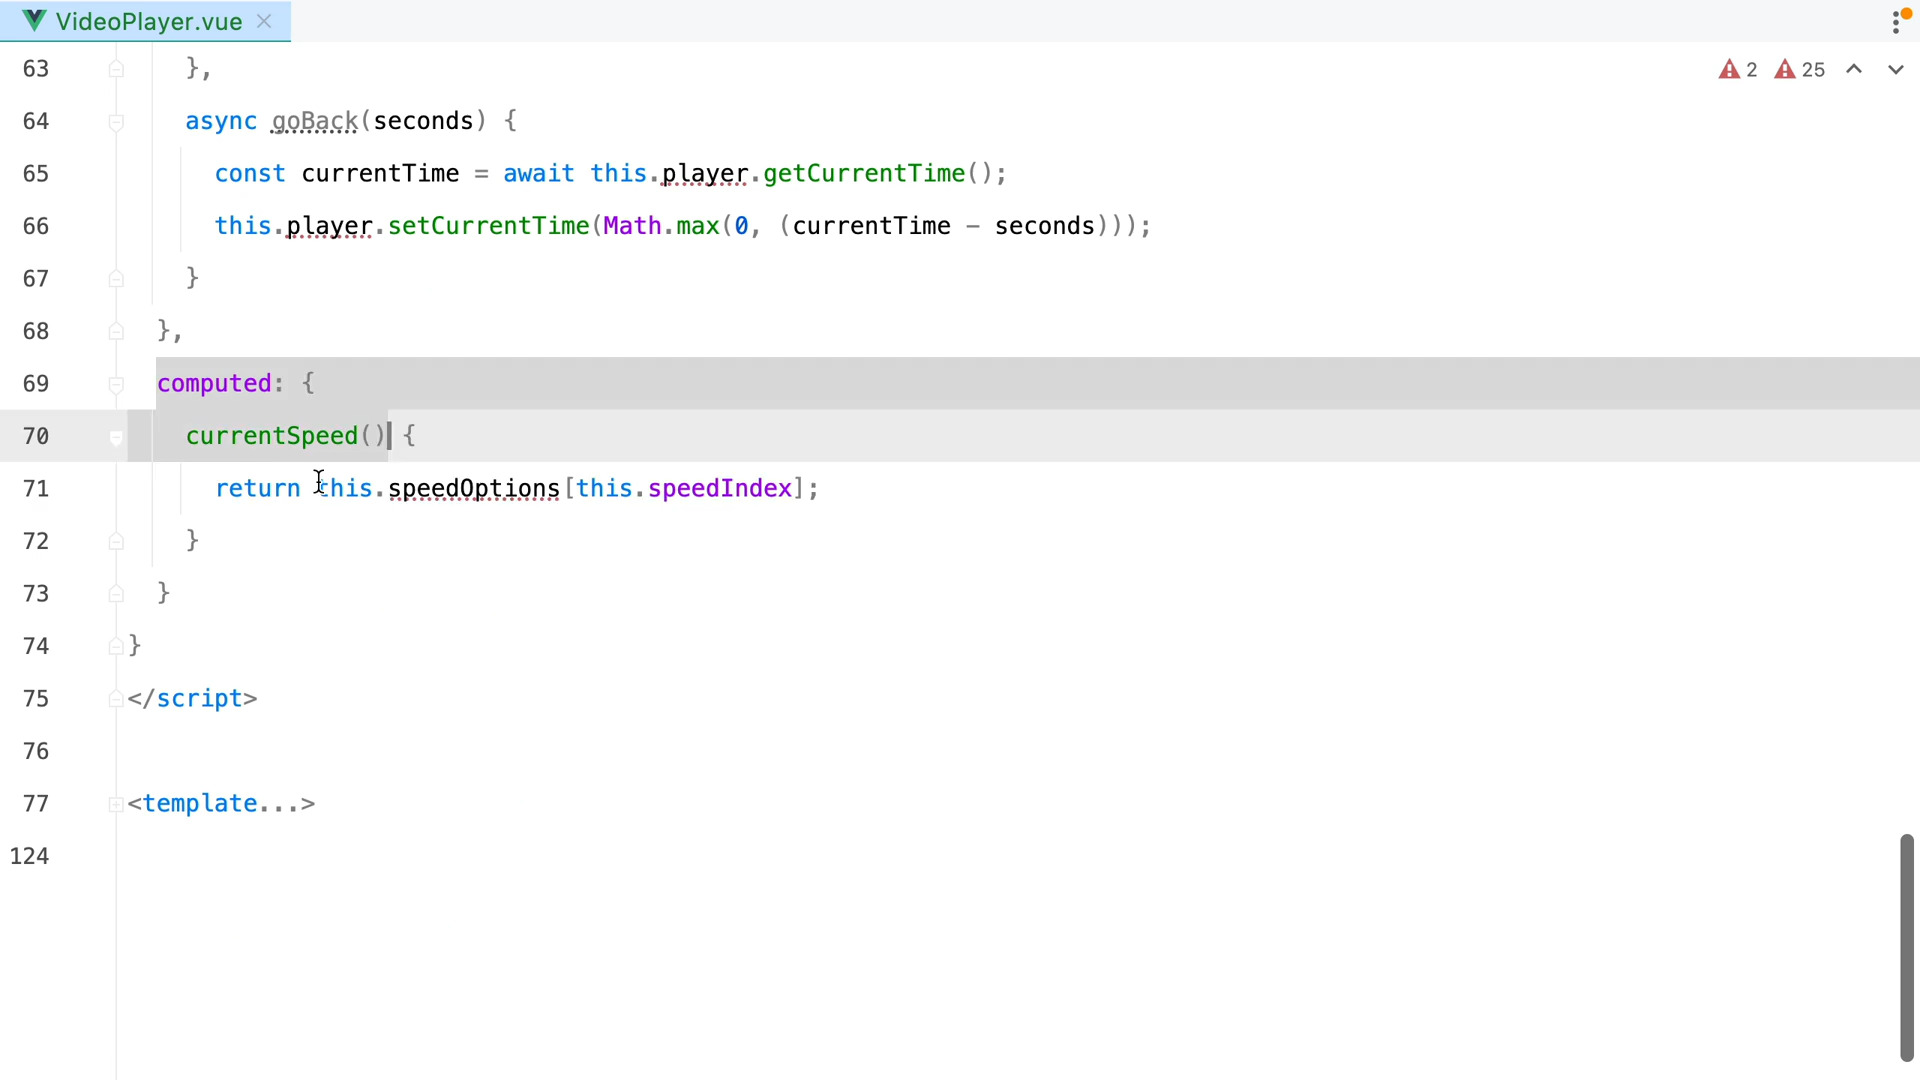 VideoPlayer.vue
63 },
2 25
64 async goBack(seconds) {
65 const currentTime = await this.player.getCurrentTime();
66 this.player.setCurrentTime(Math.max(0, (currentTime - seconds)));
67 }
68 },
69 computed: {
70 currentSpeed() {
71 return this.speedOptions[this.speedIndex];
72 }
73 }
74 }
75 </script>
76
77 <template...>
124